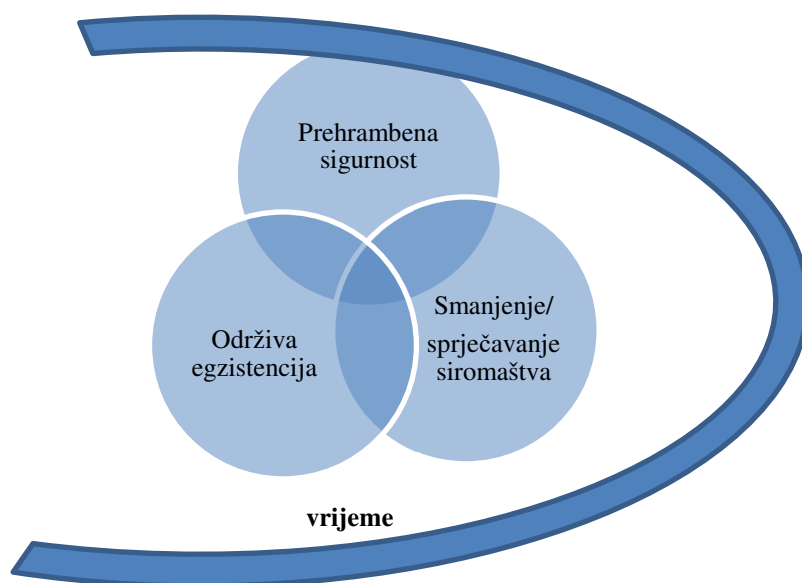 Prehrambena
sigurnost
Održiva
egzistencija
Smanjenje/
sprječavanje
siromaštva
vrijeme